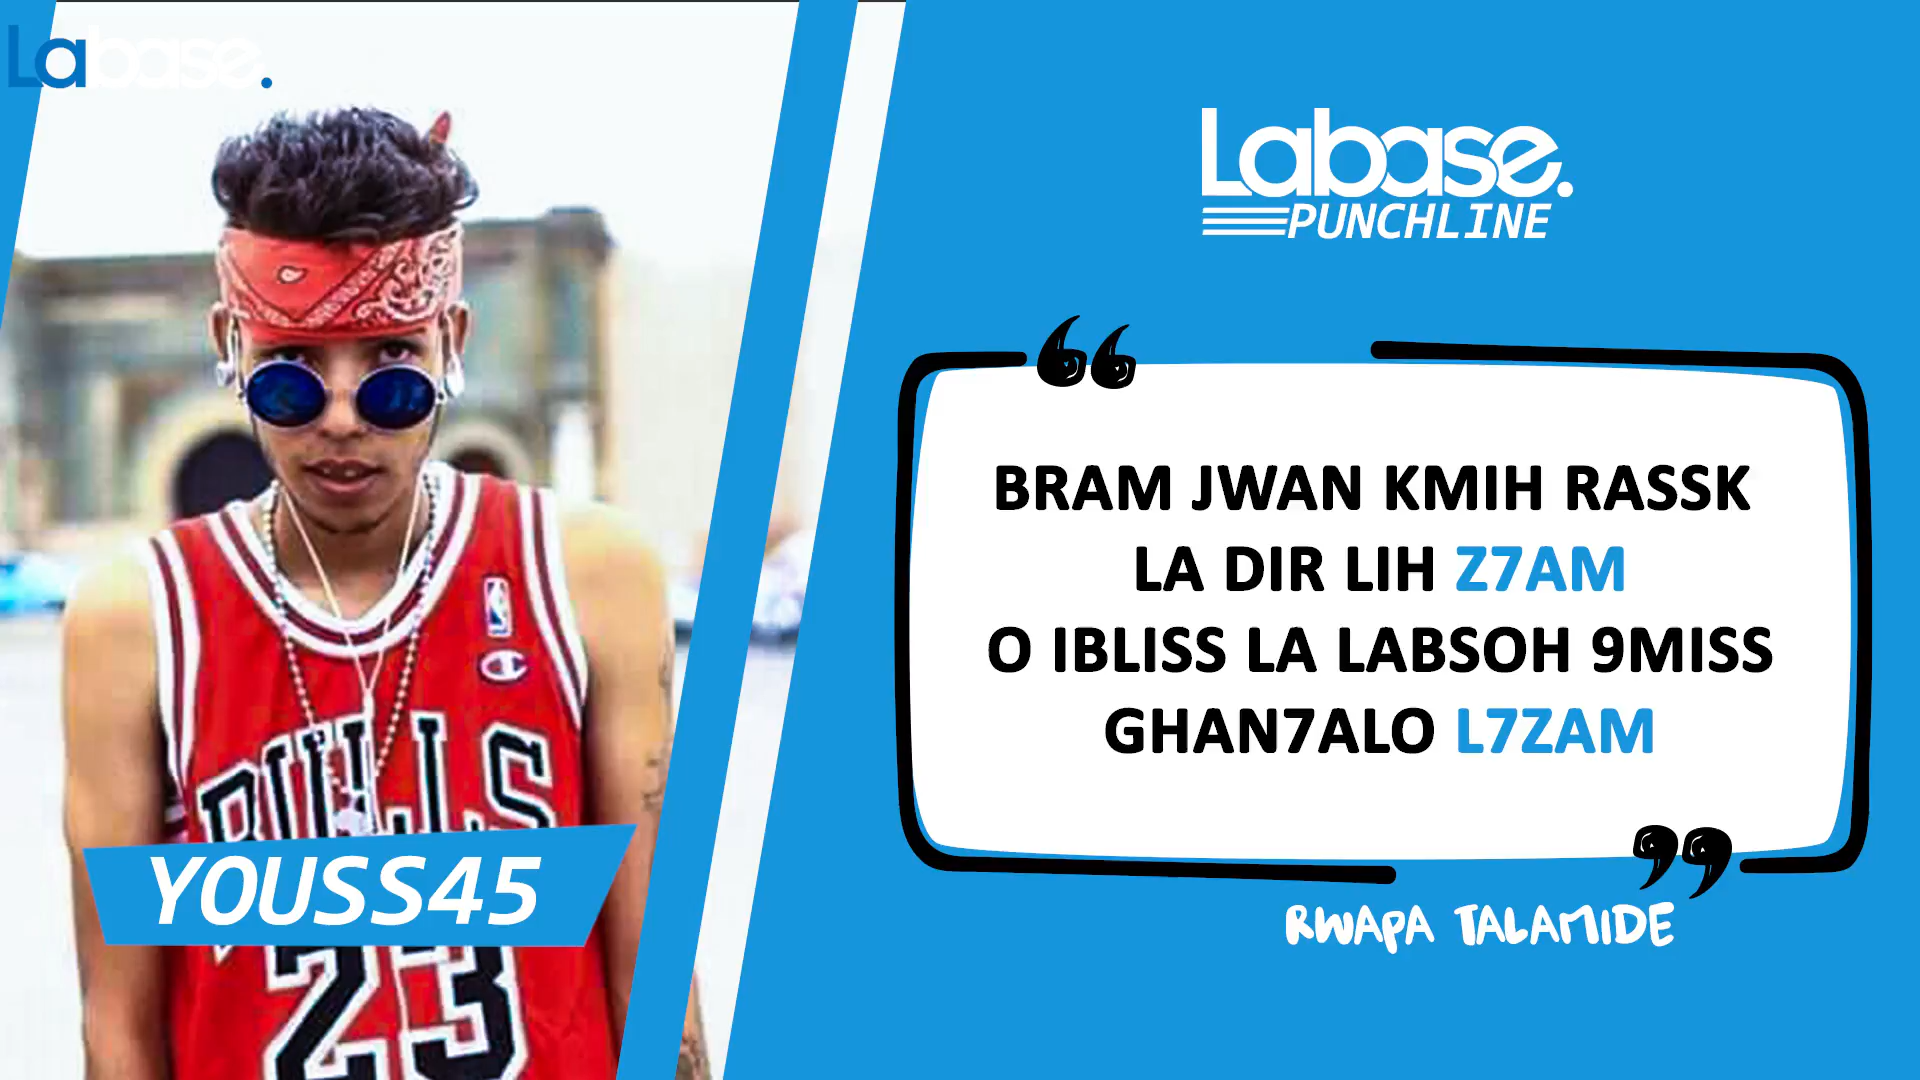 Labase.
Labase.
PUNCHLINE
BRAM JWAN KMIH RASSK
LA DIR LIH Z7AM
O IBLISS LA LABSOH 9MISS
GHAN7ALO L7ZAM
RWAPA TALAMIDE
BULLS
YOUSS45
23